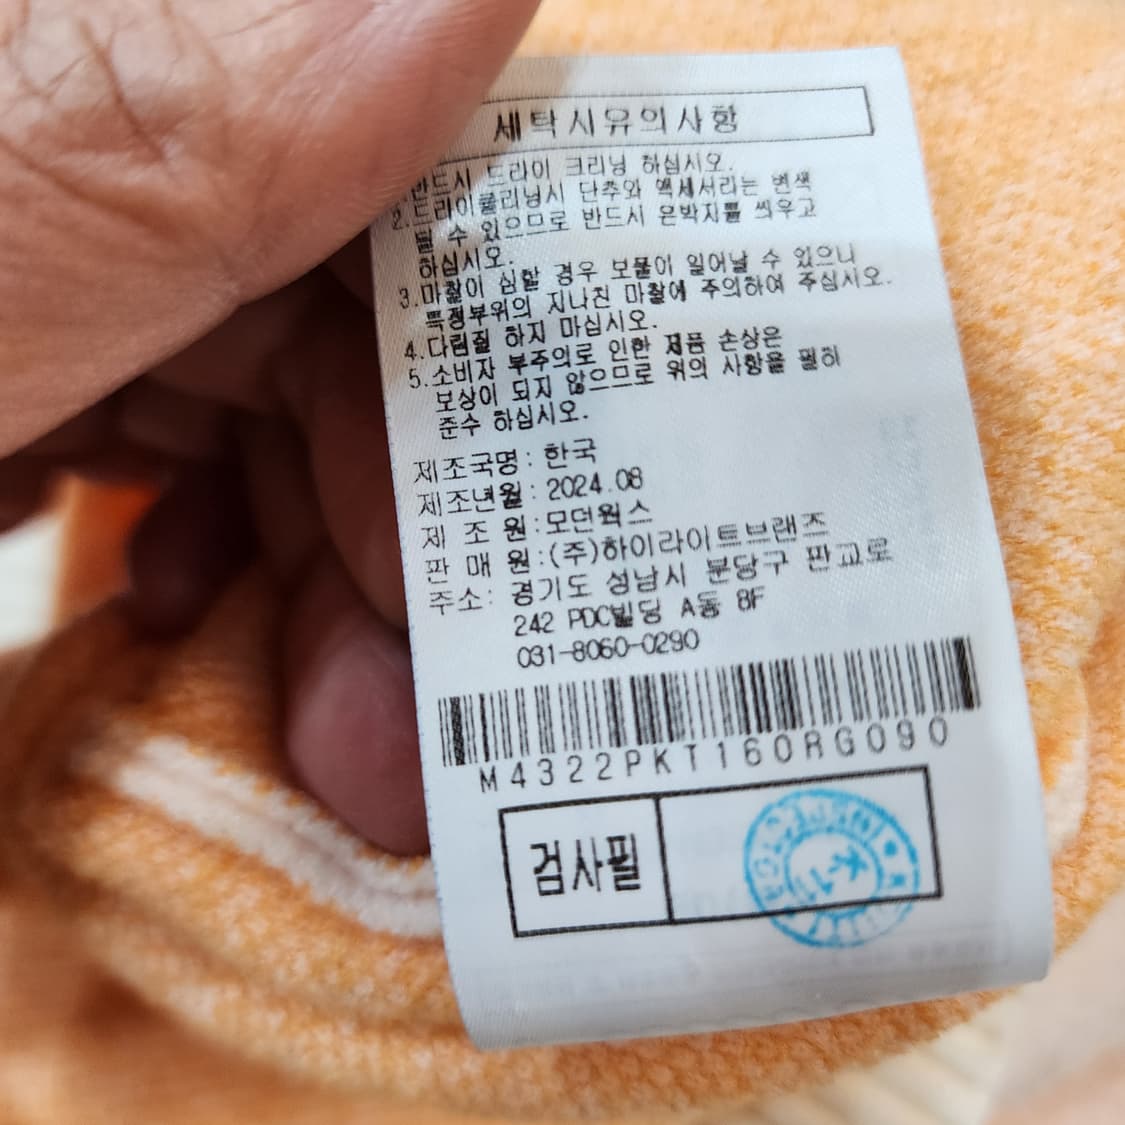 세탁시유의사항
반드시 드라이 크리닝 하십시오.
2.드라이클리닝시 단추와 액세서리는 변색
될 수 있으므로 반드시 은박지를 씌우고
하십시오.
3.마찰이 심할 경우 보풀이 일어날 수 있으니
특정부위의 지나친 마찰에 주의하여 주십시오.
4.다림질 하지 마십시오.
5.소비자 부주의로 인한 제품 손상은
보상이 되지 않으므로 위의 사항을 필히
준수 하십시오.
제조국명: 한국
제조년월: 2024.08
제 조 원:모던웍스
판 매 원:(주)하이라이트브랜즈
주소: 경기도 성남시 분당구 판교로
242 PDC빌딩 A동 8F
031-8060-0290
M4322PKT160RG090
검사필